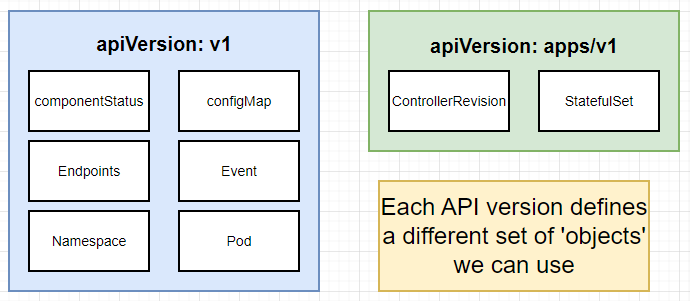 apiVersion: v1
componentStatus
configMap
Endpoints
Event
Namespace
Pod
apiVersion: apps/v1
ControllerRevision
StatefulSet
Each API version defines
a different set of 'objects'
we can use